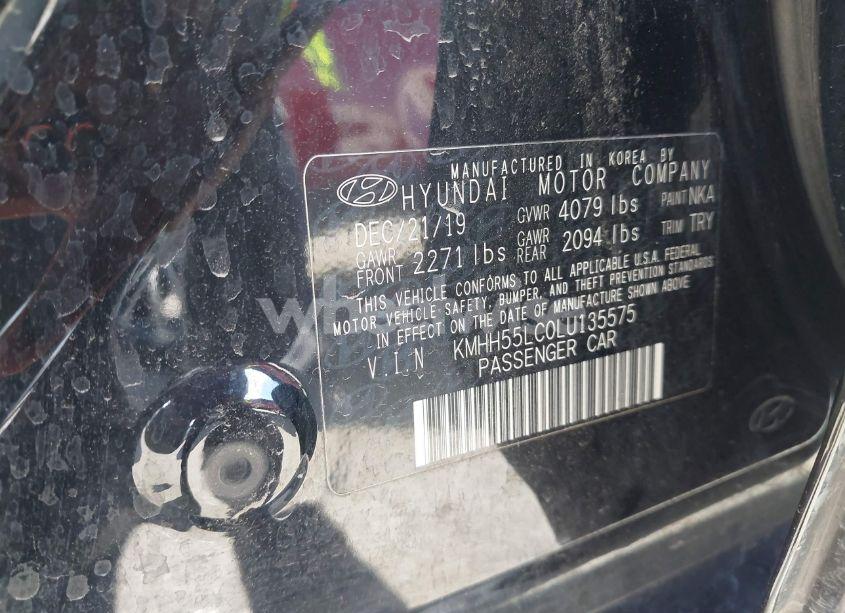 MANUFACTURED IN KOREA BY
HYUNDAI MOTOR COMPANY
DEC/21/19 GVWR 4079 lbs PAINT NKA
GAWR FRONT 2271 lbs GAWR REAR 2094 lbs TRIM TRY
THIS VEHICLE CONFORMS TO ALL APPLICABLE U.S.A. FEDERAL
MOTOR VEHICLE SAFETY, BUMPER, AND THEFT PREVENTION STANDARDS
IN EFFECT ON THE DATE OF MANUFACTURE SHOWN ABOVE
V.I.N KMHH55LC0LU135575
PASSENGER CAR